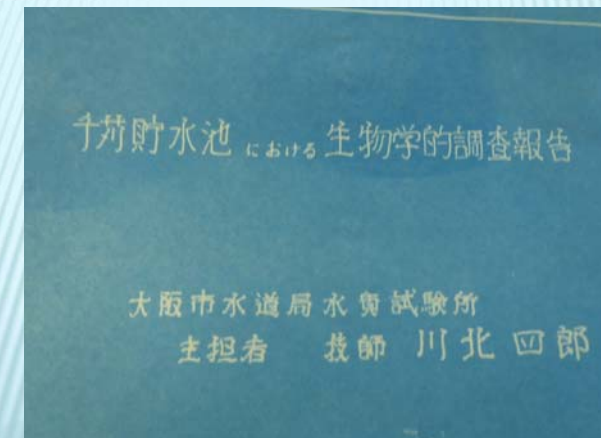 千苅貯水池における生物学的調査報告
大阪市水道局水質試験所
主担者 技師 川北四郎